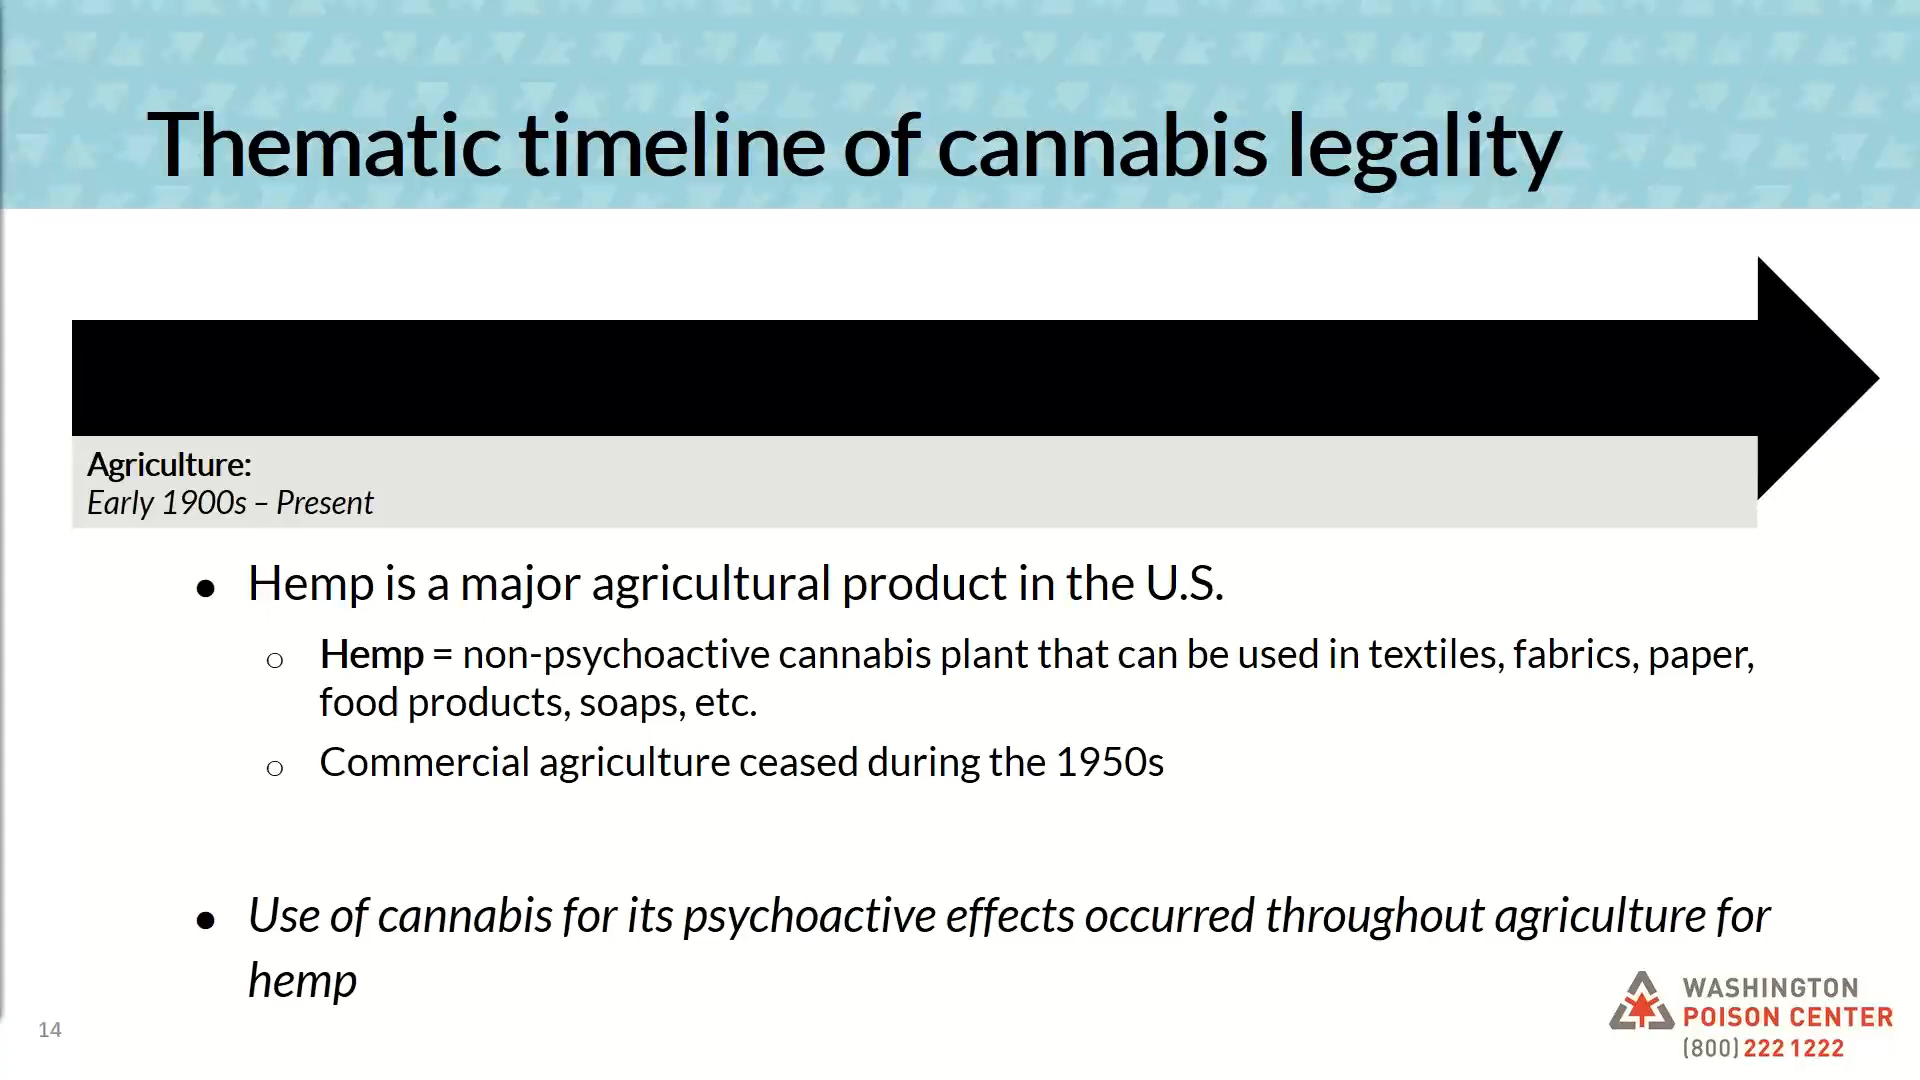 Thematic timeline of cannabis legality
Agriculture:
Early 1900s – Present
● Hemp is a major agricultural product in the U.S.
○ Hemp = non-psychoactive cannabis plant that can be used in textiles, fabrics, paper,
food products, soaps, etc.
○ Commercial agriculture ceased during the 1950s
● Use of cannabis for its psychoactive effects occurred throughout agriculture for
hemp
14
WASHINGTON
POISON CENTER
(800) 222 1222